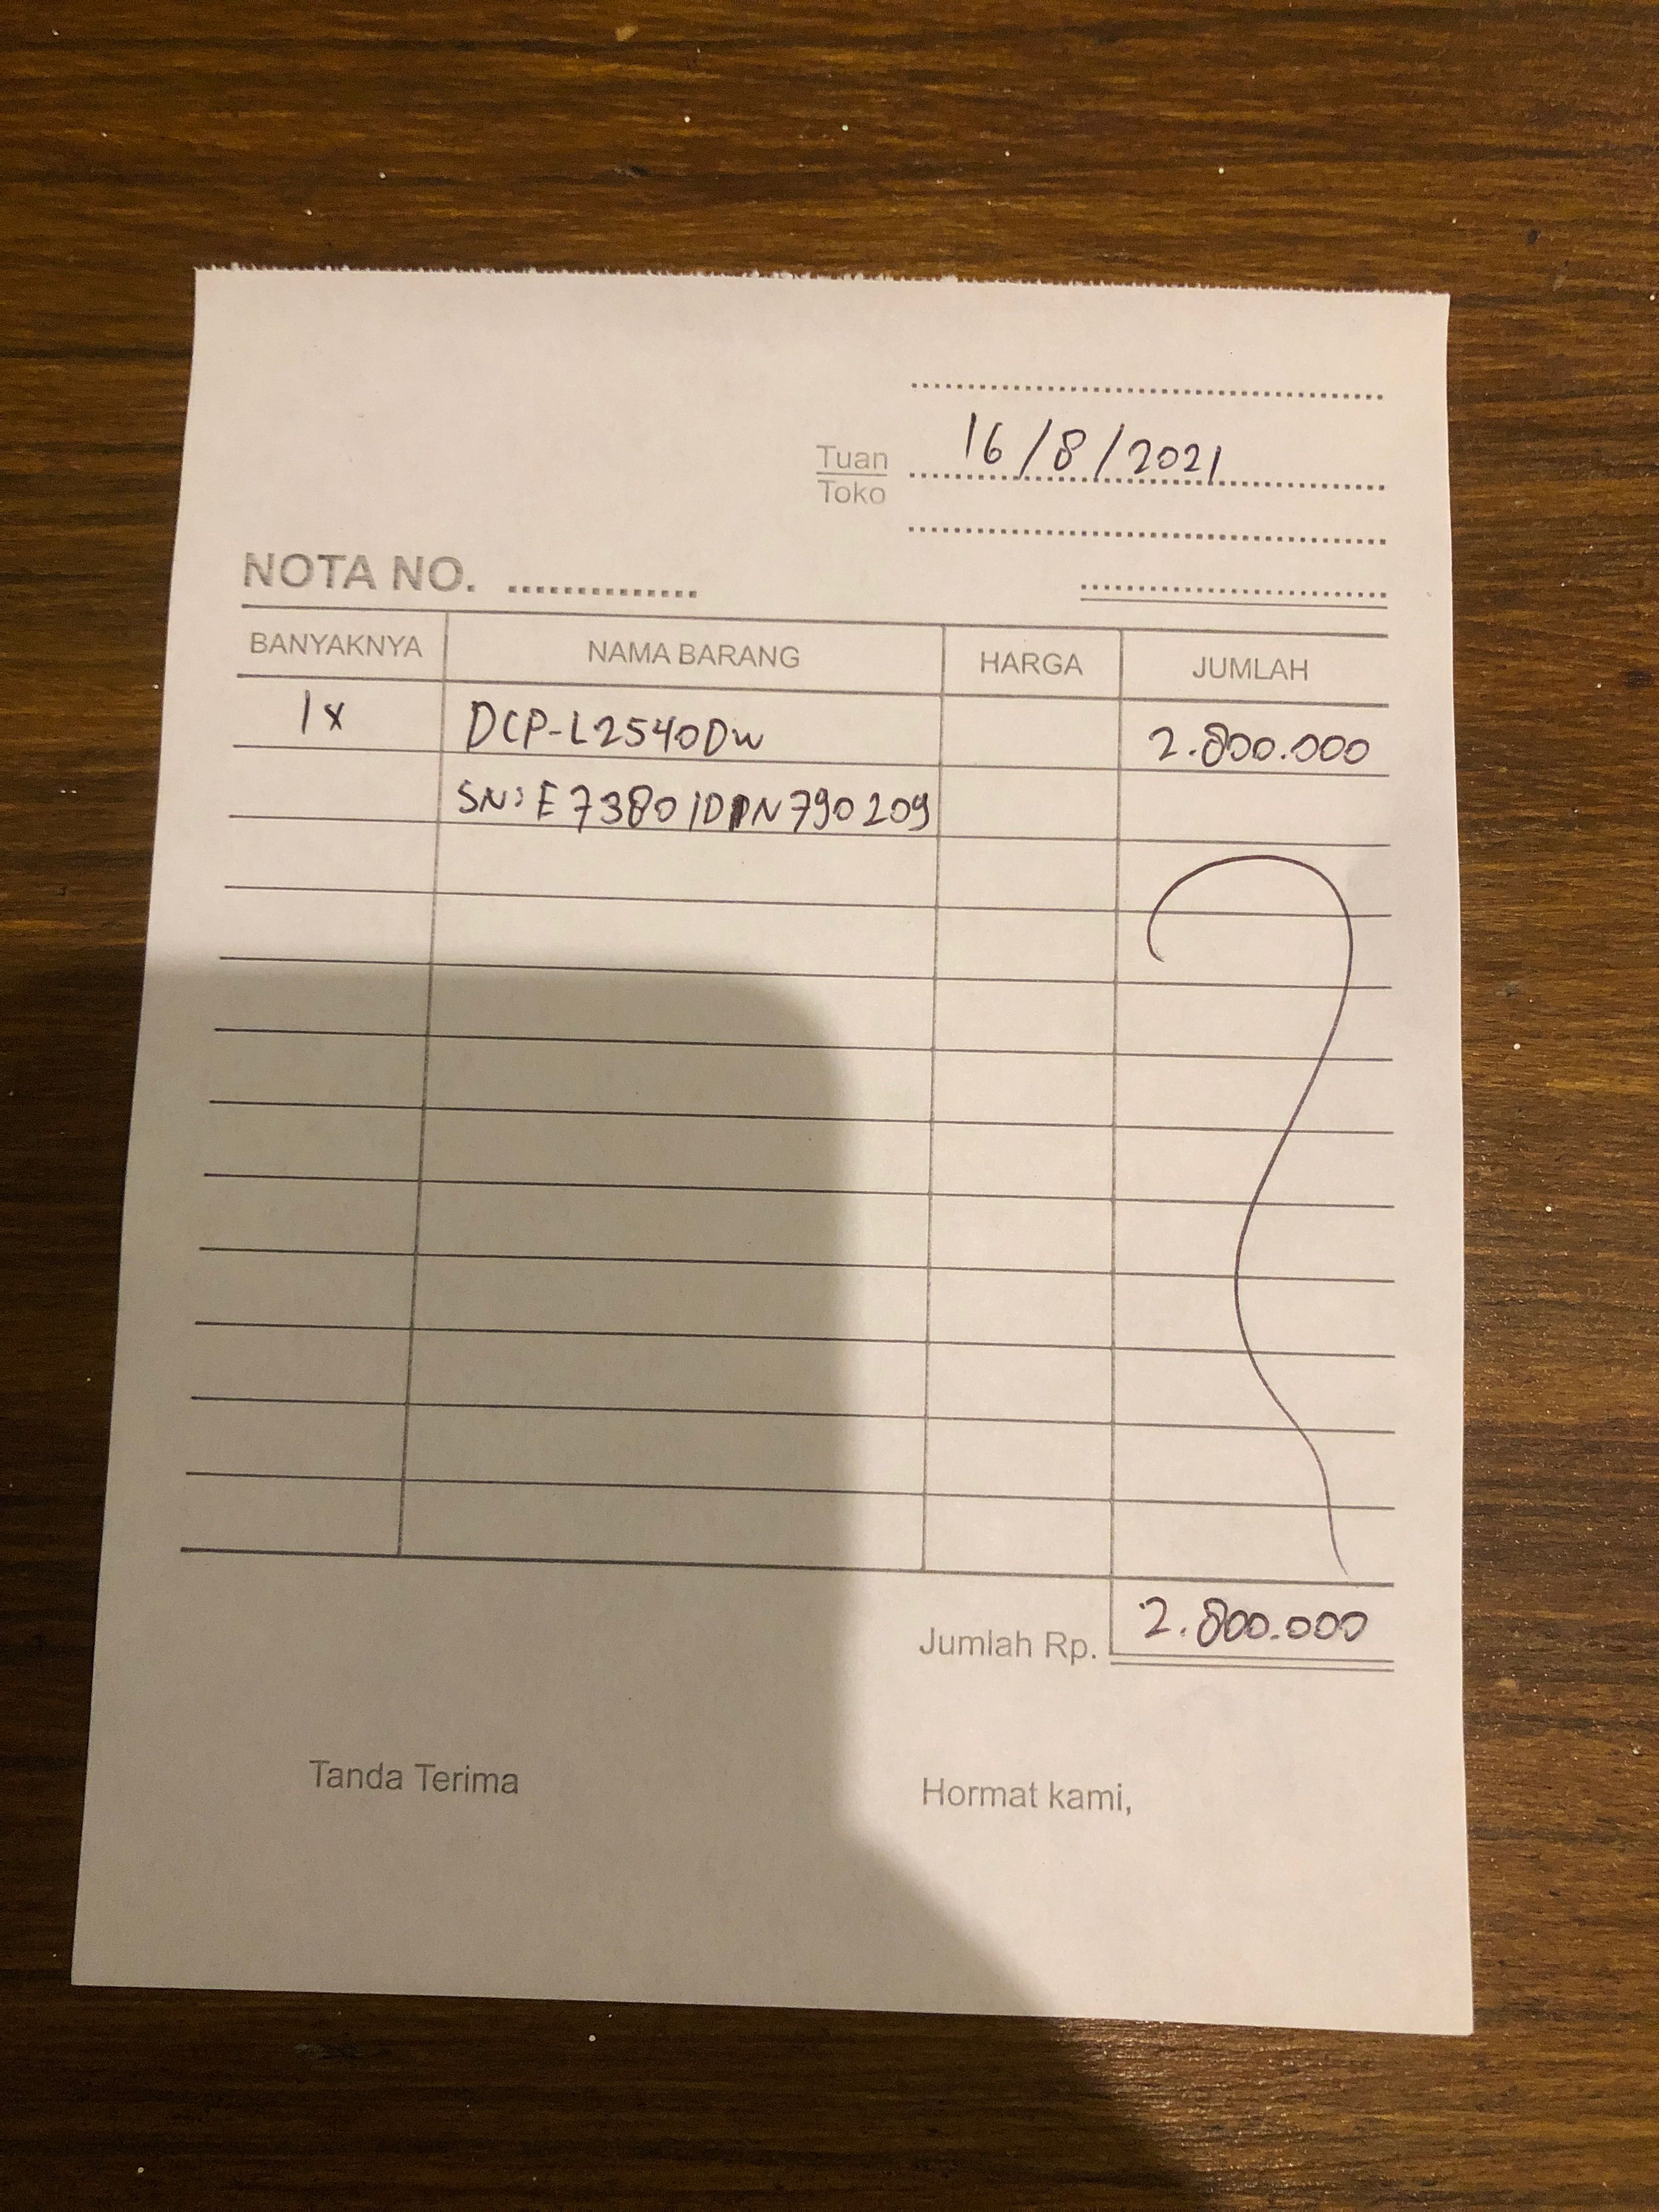 16/8/2021
Tuan
Toko
NOTA NO. ..............
BANYAKNYA NAMA BARANG HARGA JUMLAH
1x DCP-L2540DW 2.800.000
SN:
Jumlah Rp. 2.800.000
Tanda Terima Hormat kami,